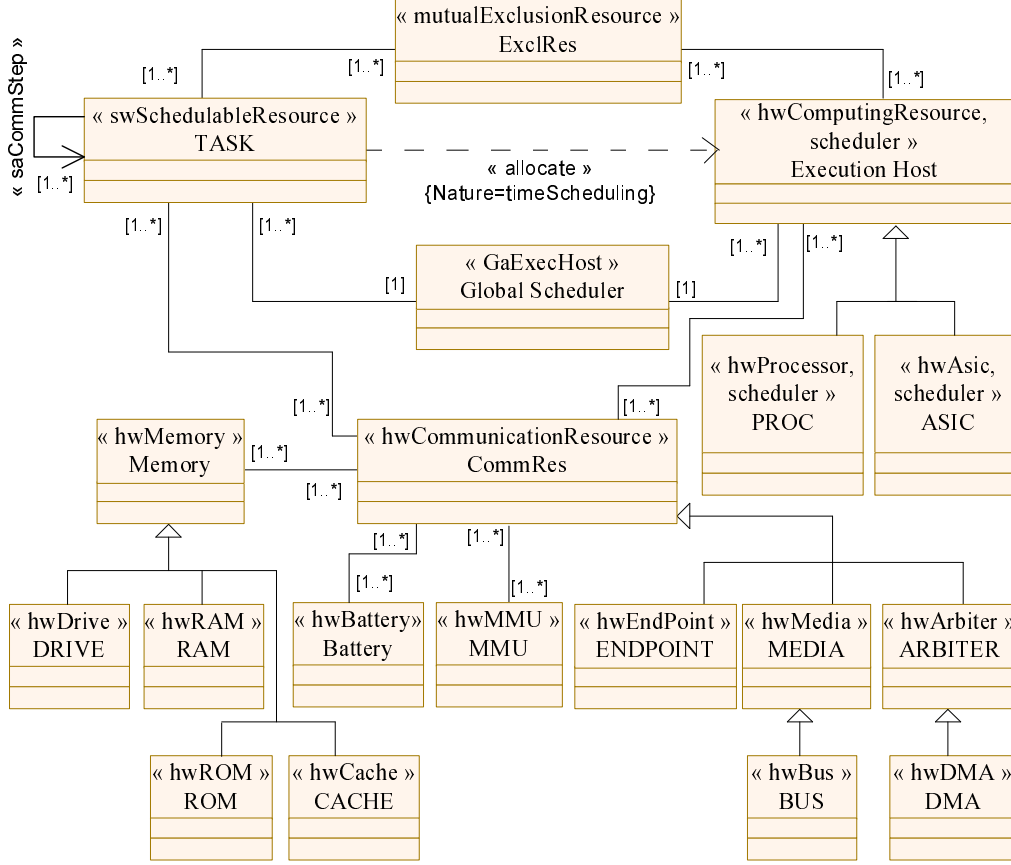 « mutualExclusionResource »
ExclRes
[1..*]
[1..*]
[1..*]
[1..*]
« saCommStep »
[1..*]
« swSchedulableResource »
TASK
« allocate »
{Nature=timeScheduling}
« hwComputingResource,
scheduler »
Execution Host
[1..*]
[1..*]
[1..*]
[1..*]
« GaExecHost »
Global Scheduler
[1]
[1]
« hwProcessor,
scheduler »
PROC
« hwAsic,
scheduler »
ASIC
[1..*]
[1..*]
« hwMemory »
Memory
[1..*]
[1..*]
« hwCommunicationResource »
CommRes
[1..*]
[1..*]
[1..*]
[1..*]
« hwDrive »
DRIVE
« hwRAM »
RAM
« hwBattery»
Battery
« hwMMU »
MMU
« hwEndPoint »
ENDPOINT
« hwMedia »
MEDIA
« hwArbiter »
ARBITER
« hwROM »
ROM
« hwCache »
CACHE
« hwBus »
BUS
« hwDMA »
DMA